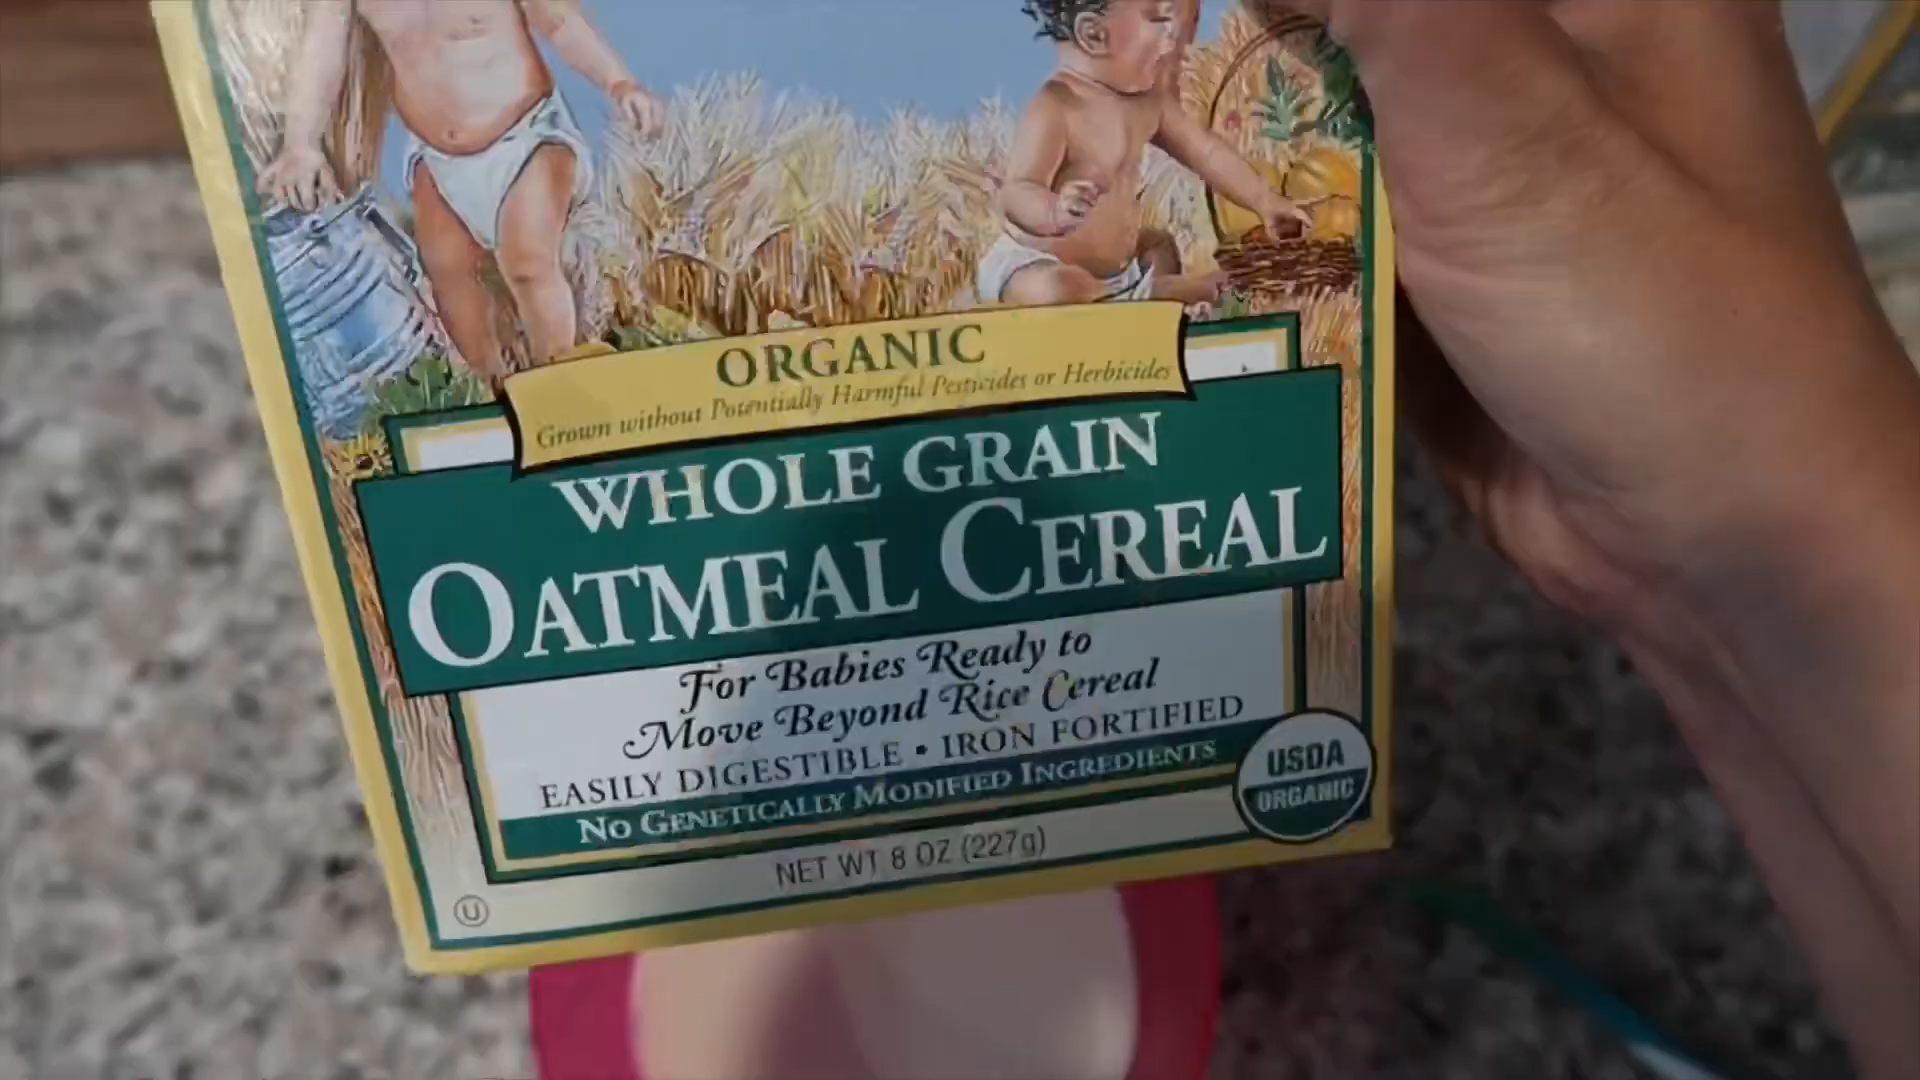 ORGANIC
Grown without Potentially Harmful Pesticides or Herbicides
WHOLE GRAIN
OATMEAL CEREAL
For Babies Ready to
Move Beyond Rice Cereal
EASILY DIGESTIBLE • IRON FORTIFIED
NO GENETICALLY MODIFIED INGREDIENTS
USDA
ORGANIC
NET WT 8 OZ (227g)
U